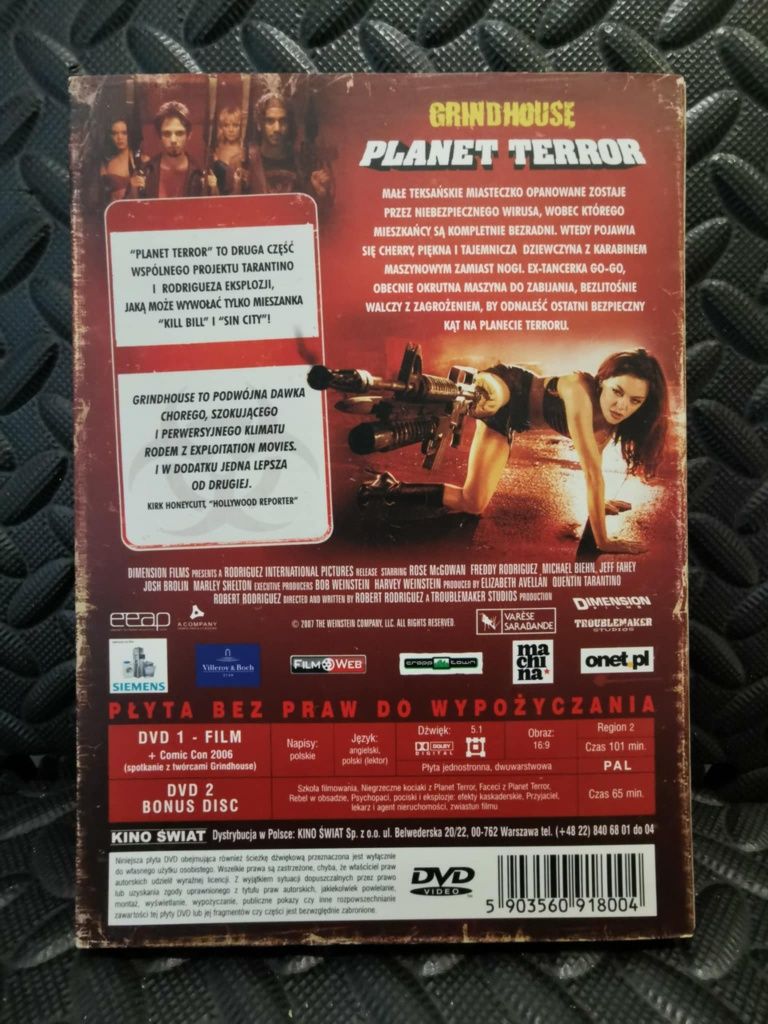 GRINDHOUSE
PLANET TERROR
MAŁE TEKSAŃSKIE MIASTECZKO OPANOWANE ZOSTAJE
PRZEZ NIEBEZPIECZNEGO WIRUSA, WOBEC KTÓREGO
MIESZKAŃCY SĄ KOMPLETNIE BEZRADNI. WTEDY POJAWIA
SIĘ CHERRY, PIĘKNA I TAJEMNICZA DZIEWCZYNA Z KARABINEM
MASZYNOWYM ZAMIAST NOGI. EX-TANCERKA GO-GO,
OBECNIE OKRUTNA MASZYNA DO ZABIJANIA, BEZLITOŚNIE
WALCZY Z ZAGROŻENIEM, BY ODNALEŚĆ OSTATNI BEZPIECZNY
KĄT NA PLANECIE TERRORU.
"PLANET TERROR" TO DRUGA CZĘŚĆ
WSPÓLNEGO PROJEKTU TARANTINO
I RODRIGUEZA EKSPLOZJI,
JAKĄ MOŻE WYWOŁAĆ TYLKO MIESZANKA
"KILL BILL" I "SIN CITY"!
GRINDHOUSE TO PODWÓJNA DAWKA
CHOREGO, SZOKUJĄCEGO
I PERWERSYJNEGO KLIMATU
RODEM Z EXPLOITATION MOVIES.
I W DODATKU JEDNA LEPSZA
OD DRUGIEJ.
KIRK HONEYCUTT, "HOLLYWOOD REPORTER"
DIMENSION FILMS PRESENTS A RODRIGUEZ INTERNATIONAL PICTURES RELEASE STARRING ROSE McGOWAN FREDDY RODRIGUEZ MICHAEL BIEHN, JEFF FAHEY
JOSH BROLIN MARLEY SHELTON EXECUTIVE PRODUCERS BOB WEINSTEIN HARVEY WEINSTEIN PRODUCED BY ELIZABETH AVELLÁN QUENTIN TARANTINO
ROBERT RODRIGUEZ DIRECTED AND WRITTEN BY ROBERT RODRIGUEZ A TROUBLEMAKER STUDIOS PRODUCTION
eeap
A COMPANY
© 2007 THE WEINSTEIN COMPANY, LLC. ALL RIGHTS RESERVED.
VARÈSE
SARABANDE
DIMENSION
FILMS
TROUBLEMAKER
STUDIOS
SIEMENS
Villeroy & Boch
FILMWEB
cropp town
ma
chi
na
onet.pl
PŁYTA BEZ PRAW DO WYPOŻYCZANIA
DVD 1 - FILM
+ Comic Con 2006
(spotkanie z twórcami Grindhouse)
Napisy:
polskie
Język:
angielski,
polski (lektor)
Dźwięk: 5.1
DOLBY
DIGITAL
Płyta jednostronna, dwuwarstwowa
Obraz:
16:9
Region 2
Czas 101 min.
PAL
DVD 2
BONUS DISC
Szkoła filmowania, Niegrzeczne kociaki z Planet Terror, Faceci z Planet Terror,
Rebel w obsadzie, Psychopaci, pociski i eksplozje: efekty kaskaderskie, Przyjaciel,
lekarz i agent nieruchomości, zwiastun filmu
Czas 65 min.
KINO ŚWIAT Dystrybucja w Polsce: KINO ŚWIAT Sp. z o.o. ul. Belwederska 20/22, 00-762 Warszawa tel. (+48 22) 840 68 01 do 04
Niniejsza płyta DVD obejmująca również ścieżkę dźwiękową przeznaczona jest wyłącznie
do własnego użytku osobistego. Wszelkie prawa są zastrzeżone, chyba, że właściciel praw
autorskich udzielił wyraźnej licencji. Z wyjątkiem sytuacji dopuszczalnych przez prawo
lub uzyskania zgody uprawnionego z tytułu praw autorskich, jakiekolwiek powielanie,
montaż, wyświetlanie, wypożyczanie, publiczne pokazy czy inne rozpowszechnianie
zawartości tej płyty DVD lub jej fragmentów czy części jest bezwzględnie zabronione.
DVD
VIDEO
5 903560 918004